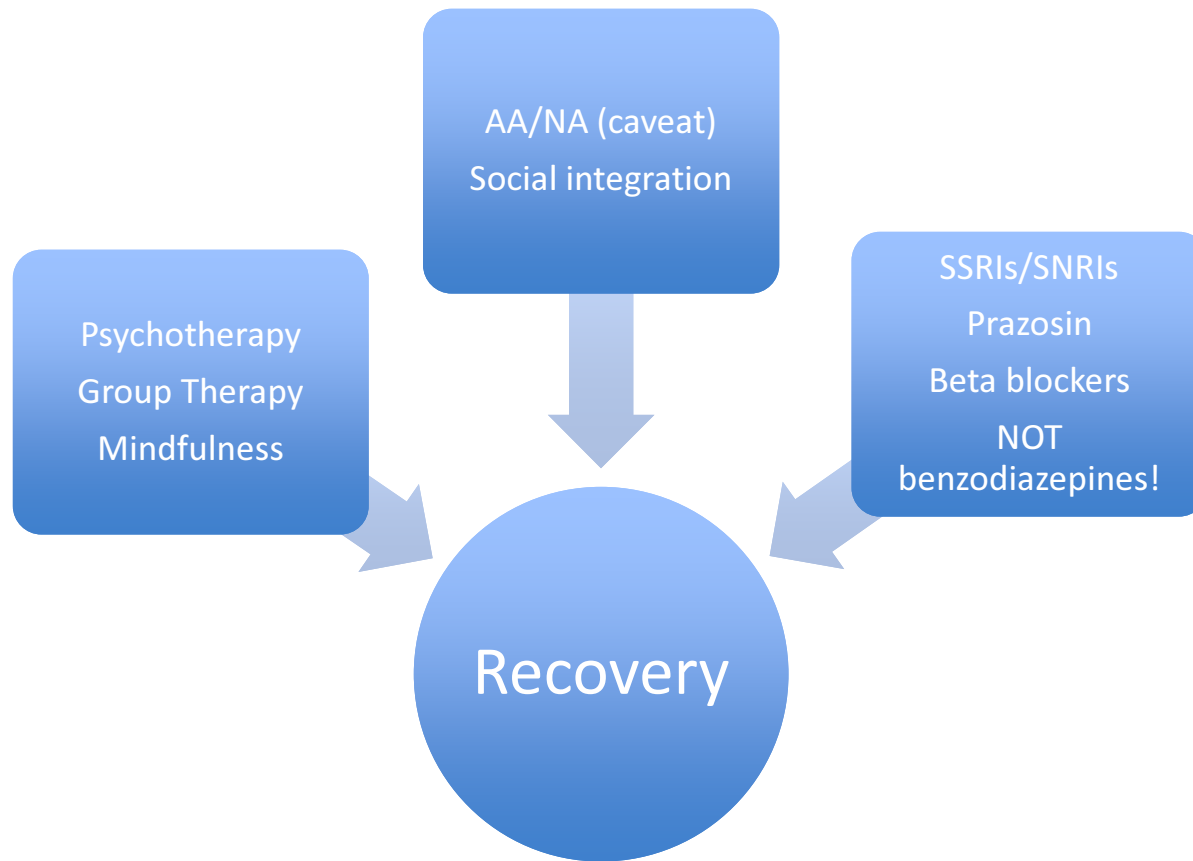 AA/NA (caveat)
Social integration
Psychotherapy
Group Therapy
Mindfulness
SSRIs/SNRIs
Prazosin
Beta blockers
NOT
benzodiazepines!
Recovery